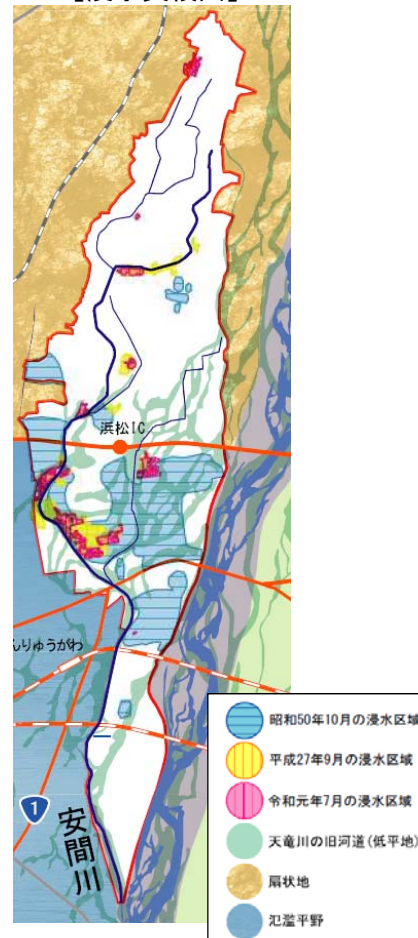 浜松IC
んりゅうがわ
1
安間川
昭和50年10月の浸水区域
平成27年9月の浸水区域
令和元年7月の浸水区域
天竜川の旧河道(低平地)
扇状地
氾濫平野